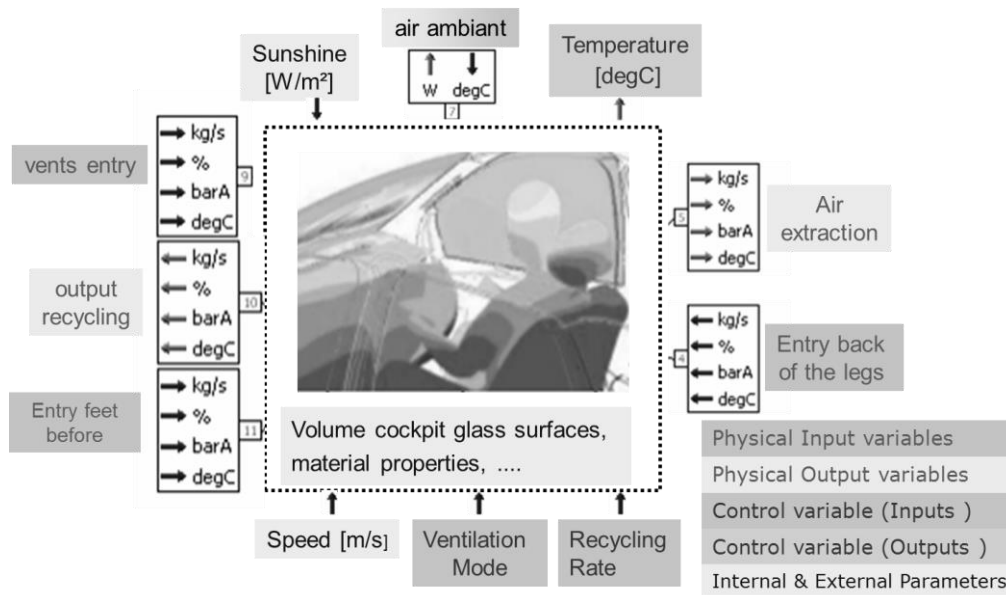 air ambiant
W degC
7
Sunshine
[W/m²]
Temperature
[degC]
vents entry
kg/s
%
barA
degC
9
output
recycling
kg/s
%
barA
degC
10
Entry feet
before
kg/s
%
barA
degC
11
kg/s
%
barA
degC
5
Air
extraction
kg/s
%
barA
degC
4
Entry back
of the legs
Volume cockpit glass surfaces,
material properties, ....
Speed [m/s]
Ventilation
Mode
Recycling
Rate
Physical Input variables
Physical Output variables
Control variable (Inputs )
Control variable (Outputs )
Internal & External Parameters